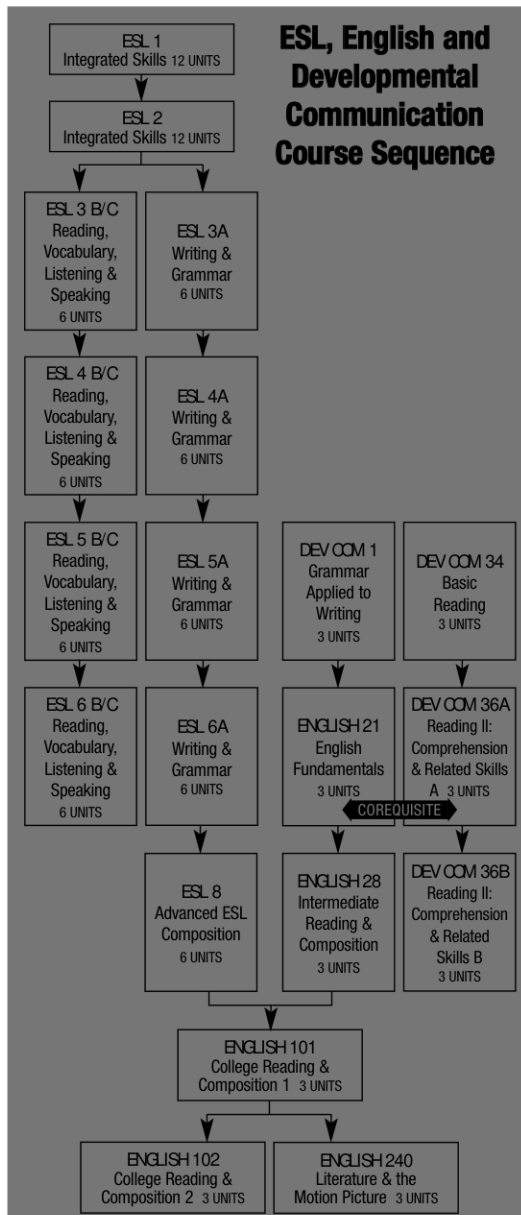 ESL, English and
Developmental
Communication
Course Sequence
ESL 1
Integrated Skills 12 UNITS
ESL 2
Integrated Skills 12 UNITS
ESL 3 B/C
Reading,
Vocabulary,
Listening &
Speaking
6 UNITS
ESL 3A
Writing &
Grammar
6 UNITS
ESL 4 B/C
Reading,
Vocabulary,
Listening &
Speaking
6 UNITS
ESL 4A
Writing &
Grammar
6 UNITS
ESL 5 B/C
Reading,
Vocabulary,
Listening &
Speaking
6 UNITS
ESL 5A
Writing &
Grammar
6 UNITS
DEV COM 1
Grammar
Applied to
Writing
3 UNITS
DEV COM 34
Basic
Reading
3 UNITS
ESL 6 B/C
Reading,
Vocabulary,
Listening &
Speaking
6 UNITS
ESL 6A
Writing &
Grammar
6 UNITS
ENGLISH 21
English
Fundamentals
3 UNITS
DEV COM 36A
Reading II:
Comprehension
& Related Skills
A 3 UNITS
COREQUISITE
ESL 8
Advanced ESL
Composition
6 UNITS
ENGLISH 28
Intermediate
Reading &
Composition
3 UNITS
DEV COM 36B
Reading II:
Comprehension
& Related
Skills B
3 UNITS
ENGLISH 101
College Reading &
Composition 1 3 UNITS
ENGLISH 102
College Reading &
Composition 2 3 UNITS
ENGLISH 240
Literature & the
Motion Picture 3 UNITS